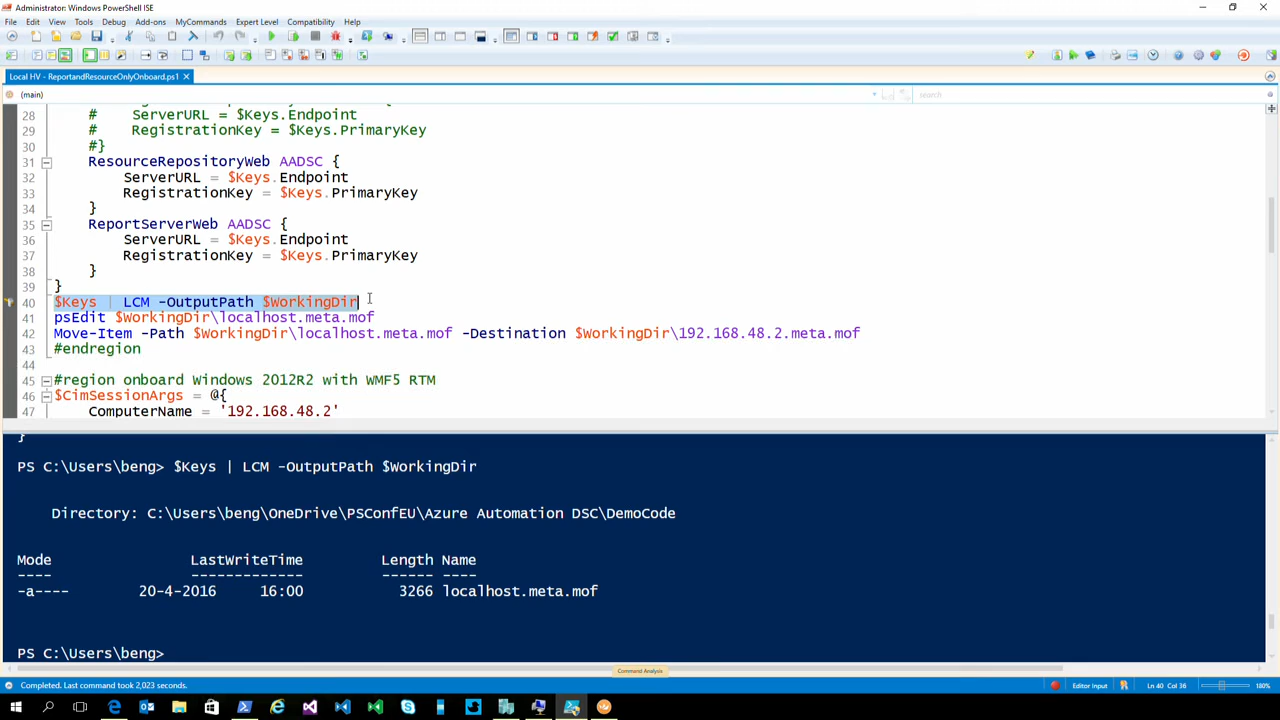 Administrator: Windows PowerShell ISE
File Edit View Tools Debug Add-ons MyCommands Expert Level Compatibility Help
Local HV - ReportandResourceOnlyOnboard.ps1
(main) search
28 # ServerURL = $Keys.Endpoint
29 # RegistrationKey = $Keys.PrimaryKey
30 #}
31 ResourceRepositoryWeb AADSC {
32 ServerURL = $Keys.Endpoint
33 RegistrationKey = $Keys.PrimaryKey
34 }
35 ReportServerWeb AADSC {
36 ServerURL = $Keys.Endpoint
37 RegistrationKey = $Keys.PrimaryKey
38 }
39 }
40 $Keys | LCM -OutputPath $WorkingDir
41 psEdit $WorkingDir\localhost.meta.mof
42 Move-Item -Path $WorkingDir\localhost.meta.mof -Destination $WorkingDir\192.168.48.2.meta.mof
43 #endregion
44
45 #region onboard Windows 2012R2 with WMF5 RTM
46 $CimSessionArgs = @{
47 ComputerName = '192.168.48.2'
}
PS C:\Users\beng> $Keys | LCM -OutputPath $WorkingDir
Directory: C:\Users\beng\OneDrive\PSConfEU\Azure Automation DSC\DemoCode
Mode LastWriteTime Length Name
---- ------------- ------ ----
-a---- 20-4-2016 16:00 3266 localhost.meta.mof
PS C:\Users\beng>
Command Analysis
Completed. Last command took 2,023 seconds. Editor Input Ln 40 Col 36 180%